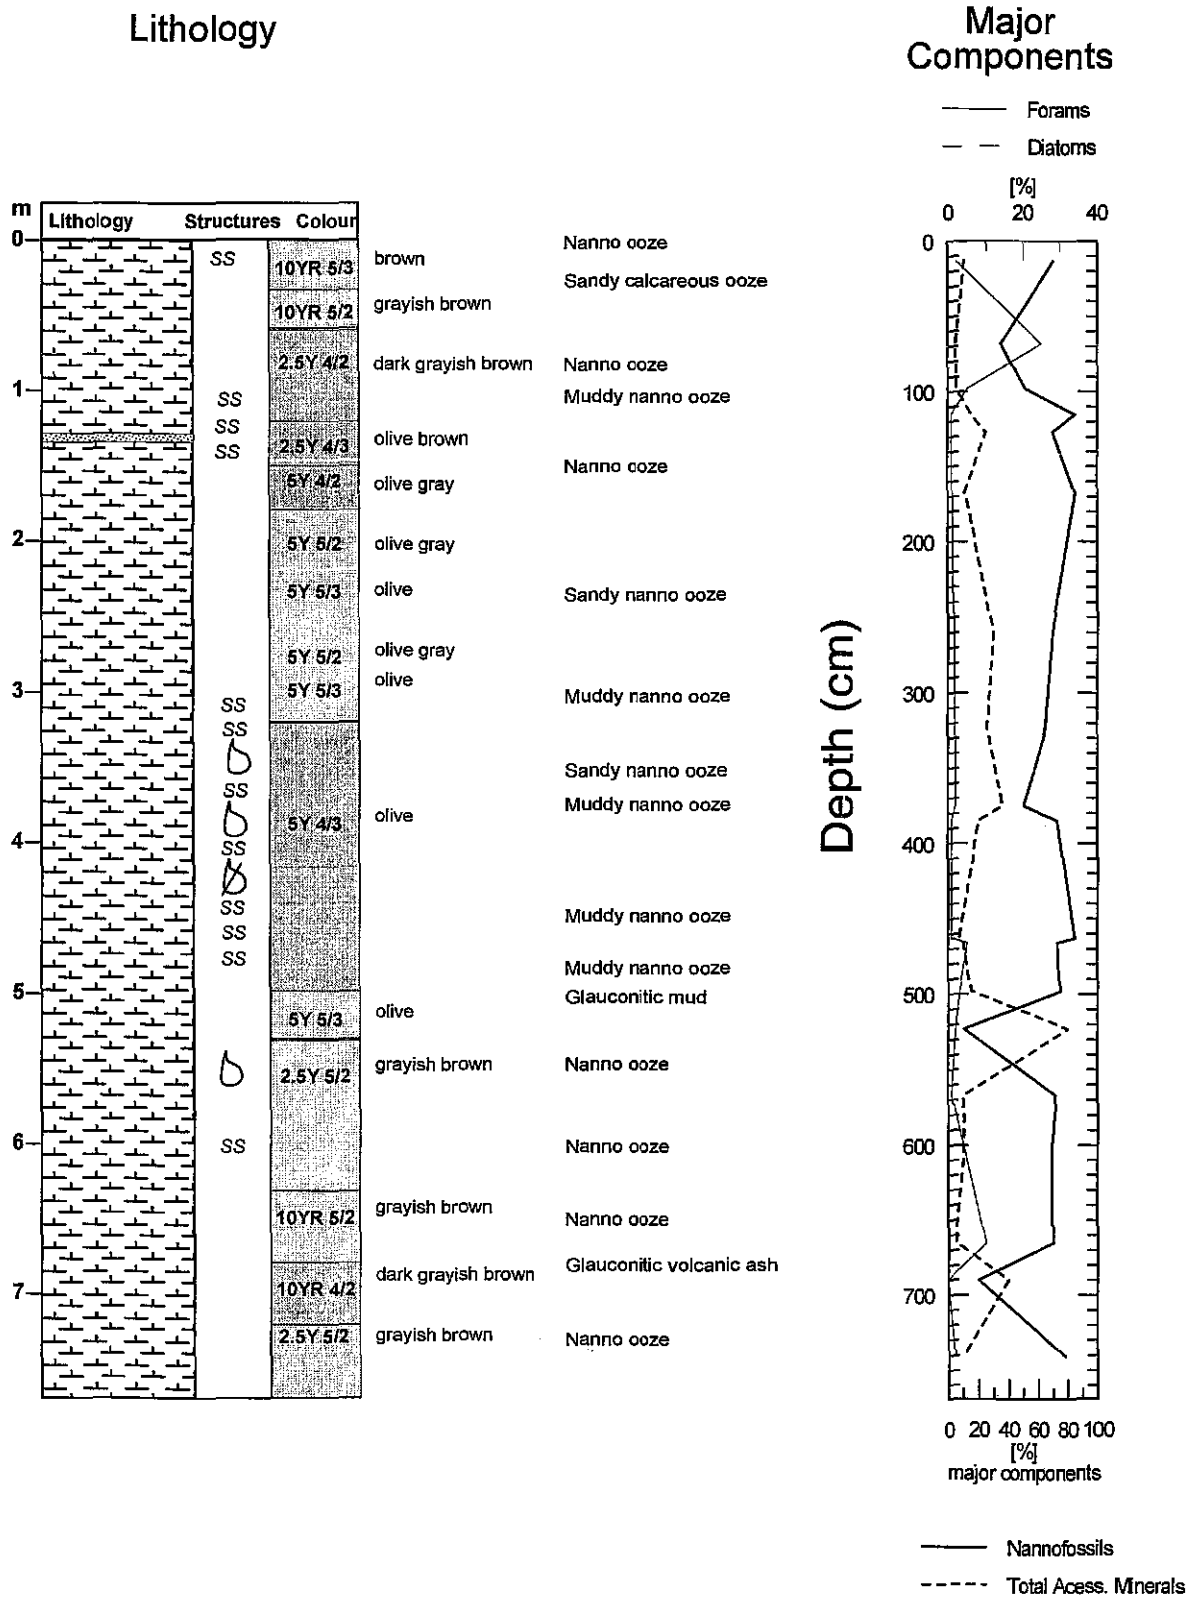 Lithology
Major
Components
Forams
Diatoms
[%]
0 20 40
m
Lithology Structures Colour
0
SS
10YR 5/3
brown
Nanno ooze
Sandy calcareous ooze
10YR 5/2
grayish brown
2.5Y 4/2
dark grayish brown
Nanno ooze
1
SS
Muddy nanno ooze
SS
2.5Y 4/3
olive brown
SS
Nanno ooze
5Y 4/2
olive gray
2
5Y 5/2
olive gray
5Y 5/3
olive
Sandy nanno ooze
5Y 5/2
olive gray
3
5Y 5/3
olive
Muddy nanno ooze
SS
SS
Sandy nanno ooze
SS
Muddy nanno ooze
5Y 4/3
olive
4
SS
SS
Muddy nanno ooze
SS
SS
Muddy nanno ooze
5
Glauconitic mud
5Y 5/3
olive
2.5Y 5/2
grayish brown
Nanno ooze
6
SS
Nanno ooze
10YR 5/2
grayish brown
Nanno ooze
Glauconitic volcanic ash
7
10YR 4/2
dark grayish brown
2.5Y 5/2
grayish brown
Nanno ooze
Depth (cm)
0
100
200
300
400
500
600
700
0 20 40 60 80 100
[%]
major components
Nannofossils
Total Acess. Minerals